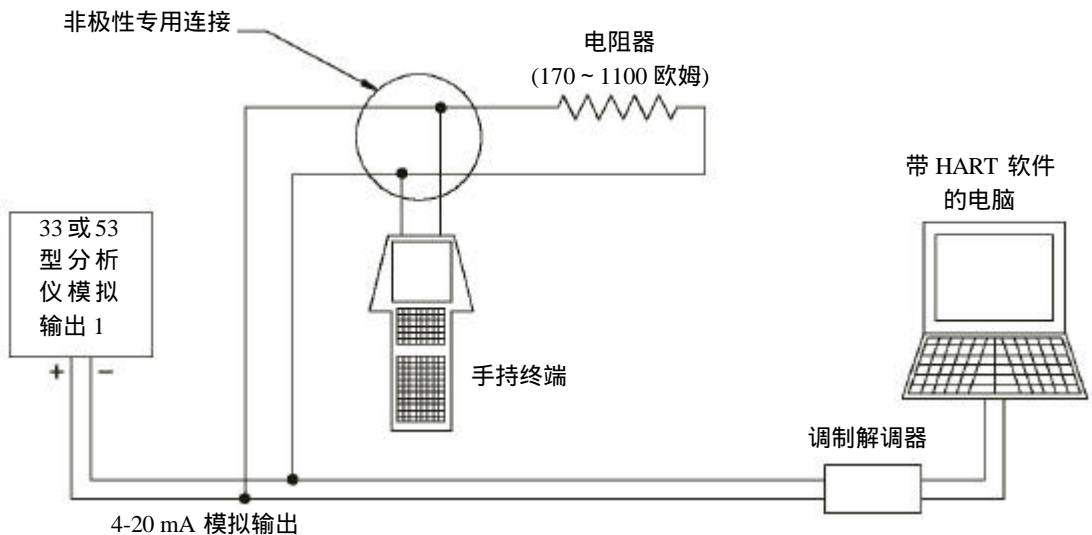 非极性专用连接
电阻器
(170 ~ 1100 欧姆)
带 HART 软件
的电脑
33 或 53
型分析
仪模拟
输出 1
+ −
手持终端
调制解调器
4-20 mA 模拟输出